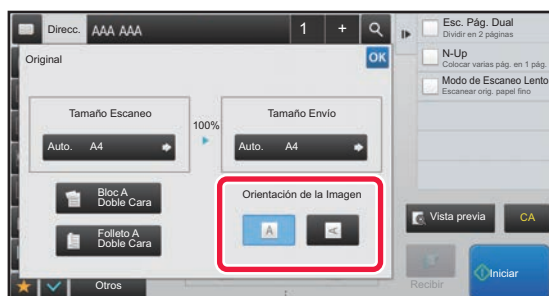 Direcc. AAA AAA 1 +
Original OK
Tamaño Escaneo
Auto. A4
100%
Tamaño Envío
Auto. A4
Bloc A
Doble Cara
Folleto A
Doble Cara
Orientación de la Imagen
A A
Otros
Esc. Pág. Dual
Dividir en 2 páginas
N-Up
Colocar varias pág. en 1 pág.
Modo de Escaneo Lento
Escanear orig. papel fino
Vista previa
CA
Recibir
Iniciar